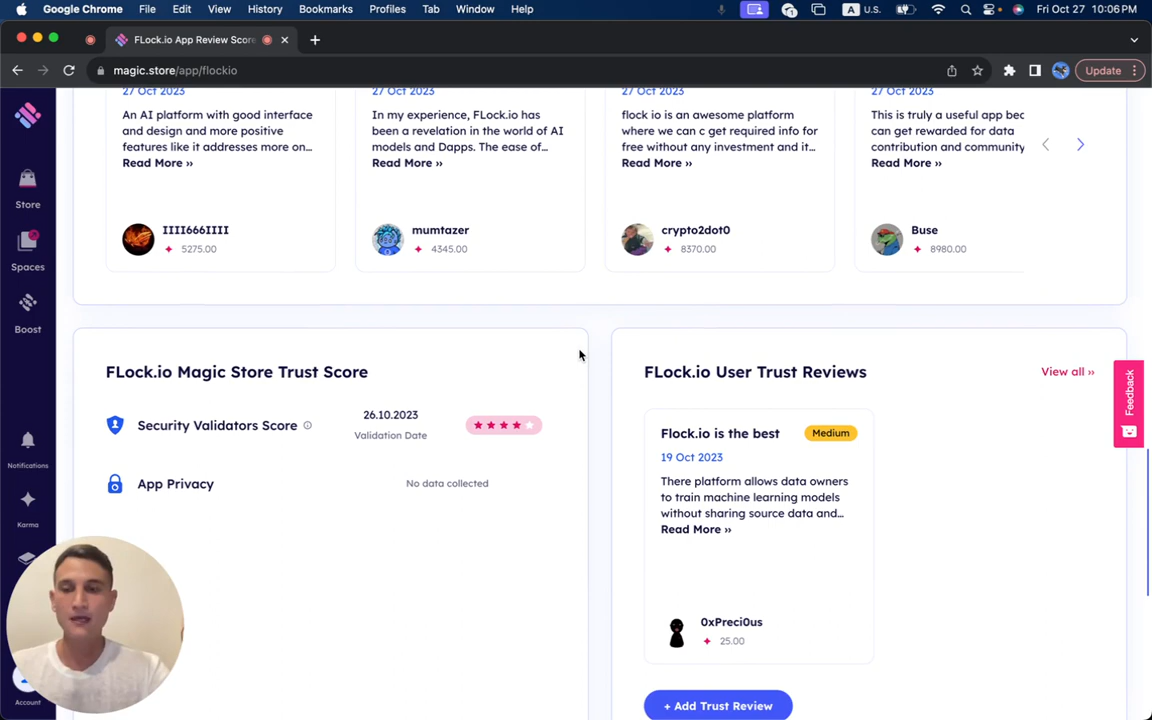 Google Chrome File Edit View History Bookmarks Profiles Tab Window Help A U.S. Fri Oct 27 10:06 PM
FLock.io App Review Scor
magic.store/app/flockio Update
Store
Spaces
Boost
Notifications
Karma
Account
27 Oct 2023
An AI platform with good interface
and design and more positive
features like it addresses more on...
Read More ››
IIII666IIII
5275.00
27 Oct 2023
In my experience, FLock.io has
been a revelation in the world of AI
models and Dapps. The ease of...
Read More ››
mumtazer
4345.00
27 Oct 2023
flock io is an awesome platform
where we can c get required info for
free without any investment and it...
Read More ››
crypto2dot0
8370.00
27 Oct 2023
This is truly a useful app bec
can get rewarded for data
contribution and community
Read More ››
Buse
8980.00
FLock.io Magic Store Trust Score
Security Validators Score
26.10.2023
Validation Date
App Privacy
No data collected
FLock.io User Trust Reviews
View all ››
Flock.io is the best
Medium
19 Oct 2023
There platform allows data owners
to train machine learning models
without sharing source data and...
Read More ››
0xPreci0us
25.00
+ Add Trust Review
Feedback